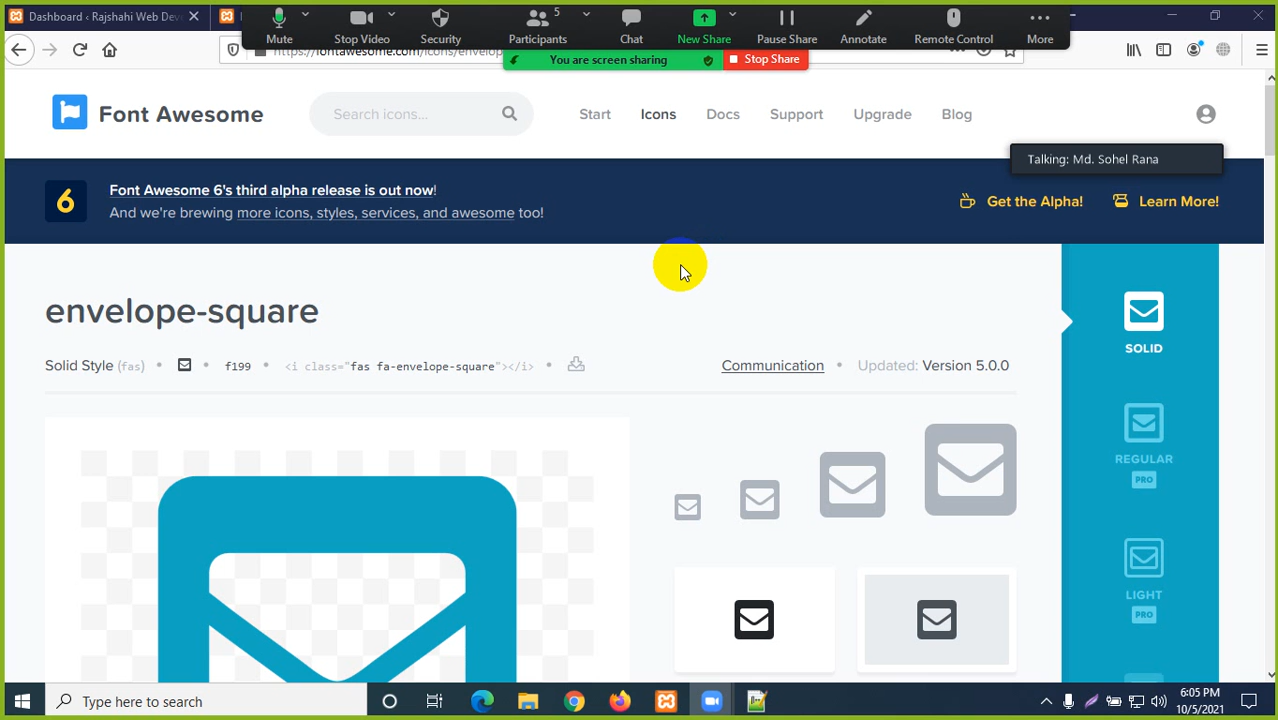 Dashboard ‹ Rajshahi Web Dev
Mute
Stop Video
Security
5
Participants
Chat
New Share
Pause Share
Annotate
Remote Control
More
You are screen sharing
Stop Share
Font Awesome
Search icons...
Start
Icons
Docs
Support
Upgrade
Blog
Talking: Md. Sohel Rana
6
Font Awesome 6's third alpha release is out now!
And we're brewing more icons, styles, services, and awesome too!
Get the Alpha!
Learn More!
envelope-square
Solid Style (fas) • • f199 • <i class="fas fa-envelope-square"></i> •
Communication • Updated: Version 5.0.0
SOLID
REGULAR
PRO
LIGHT
PRO
Type here to search
6:05 PM
10/5/2021